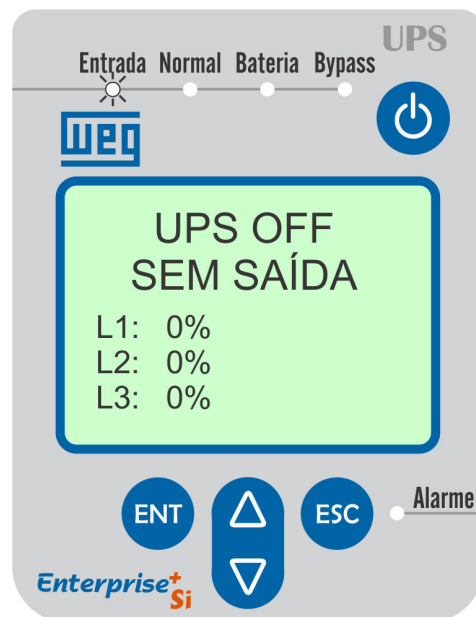 UPS
Entrada Normal Bateria Bypass
weg
UPS OFF
SEM SAÍDA
L1: 0%
L2: 0%
L3: 0%
ENT
ESC
Alarme
Enterprise+
Si